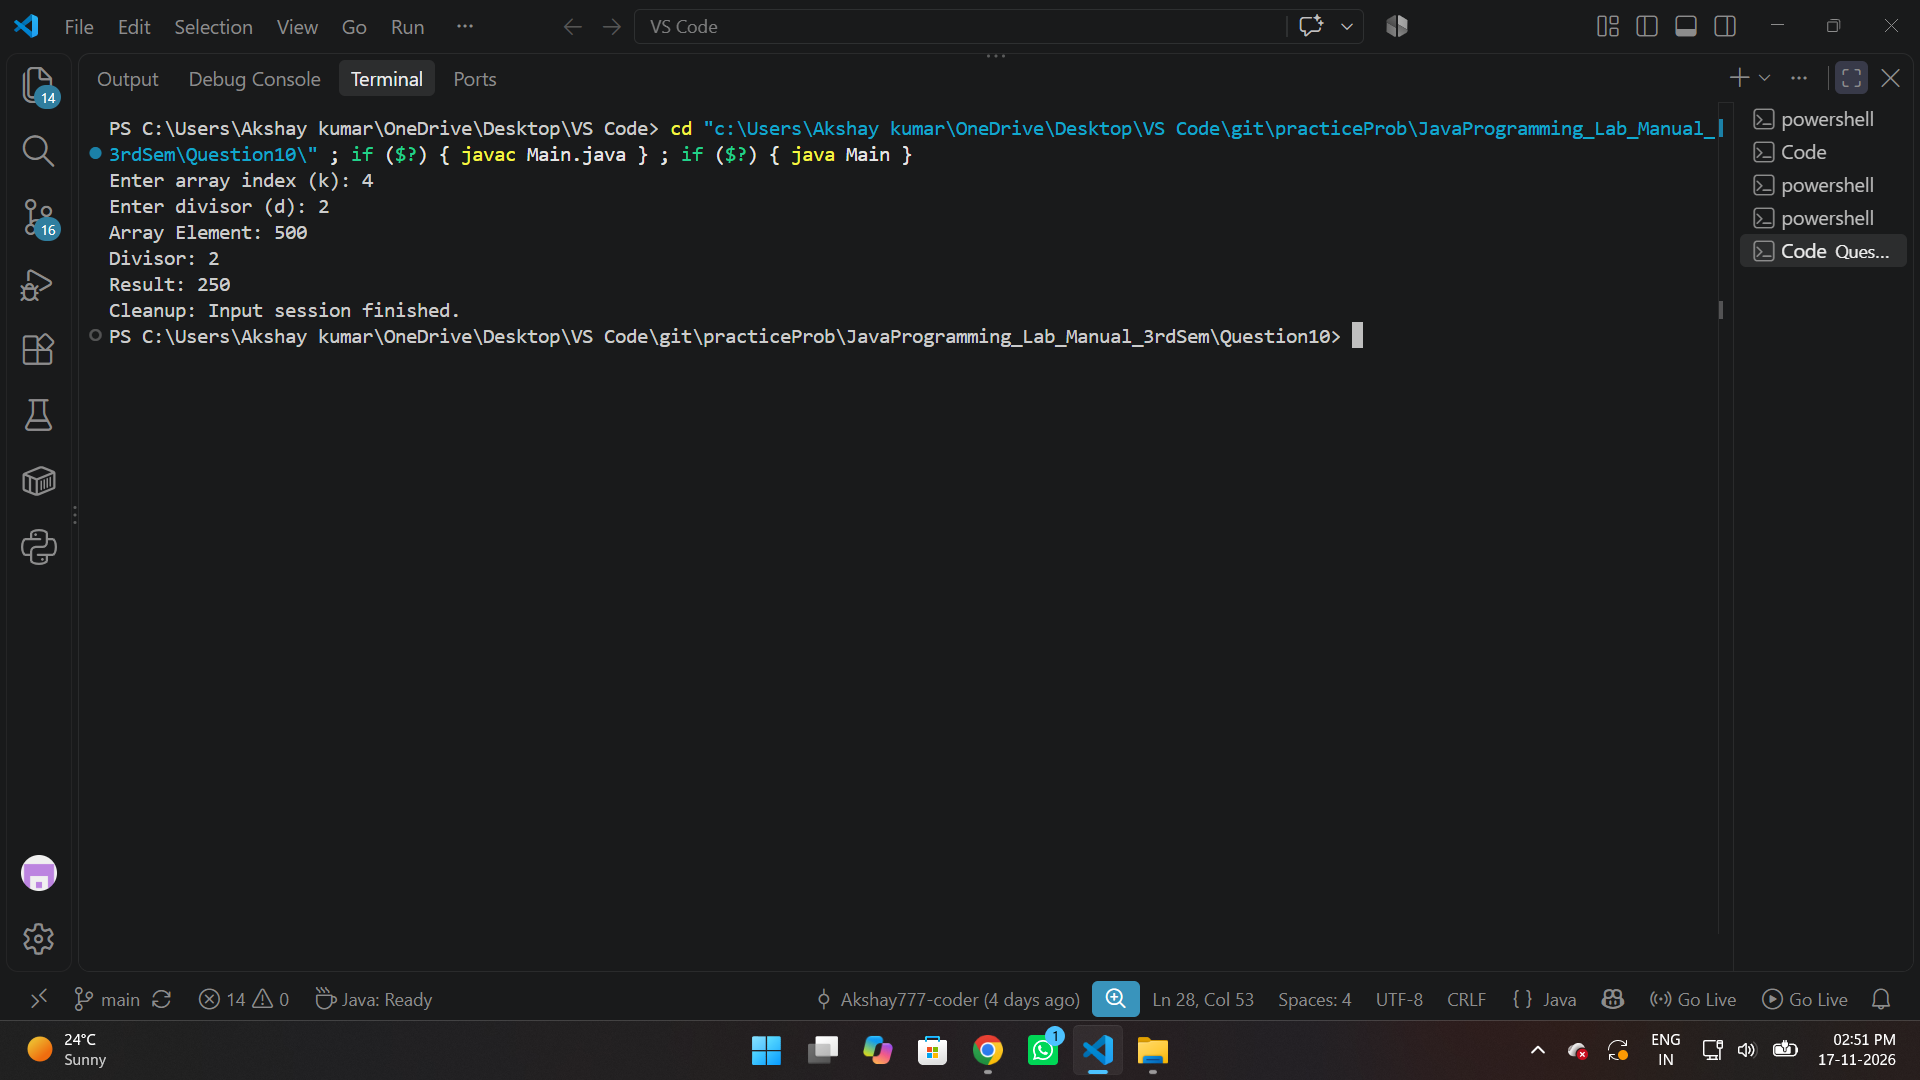 File Edit Selection View Go Run ··· VS Code
Output Debug Console Terminal Ports
PS C:\Users\Akshay kumar\OneDrive\Desktop\VS Code> cd "c:\Users\Akshay kumar\OneDrive\Desktop\VS Code\git\practiceProb\JavaProgramming_Lab_Manual_
3rdSem\Question10\" ; if ($?) { javac Main.java } ; if ($?) { java Main }
Enter array index (k): 4
Enter divisor (d): 2
Array Element: 500
Divisor: 2
Result: 250
Cleanup: Input session finished.
PS C:\Users\Akshay kumar\OneDrive\Desktop\VS Code\git\practiceProb\JavaProgramming_Lab_Manual_3rdSem\Question10>
powershell
Code
powershell
powershell
Code Ques...
14
16
main 14 0 Java: Ready Akshay777-coder (4 days ago) Ln 28, Col 53 Spaces: 4 UTF-8 CRLF { } Java Go Live Go Live
24°C
Sunny
1
ENG
IN
02:51 PM
17-11-2026